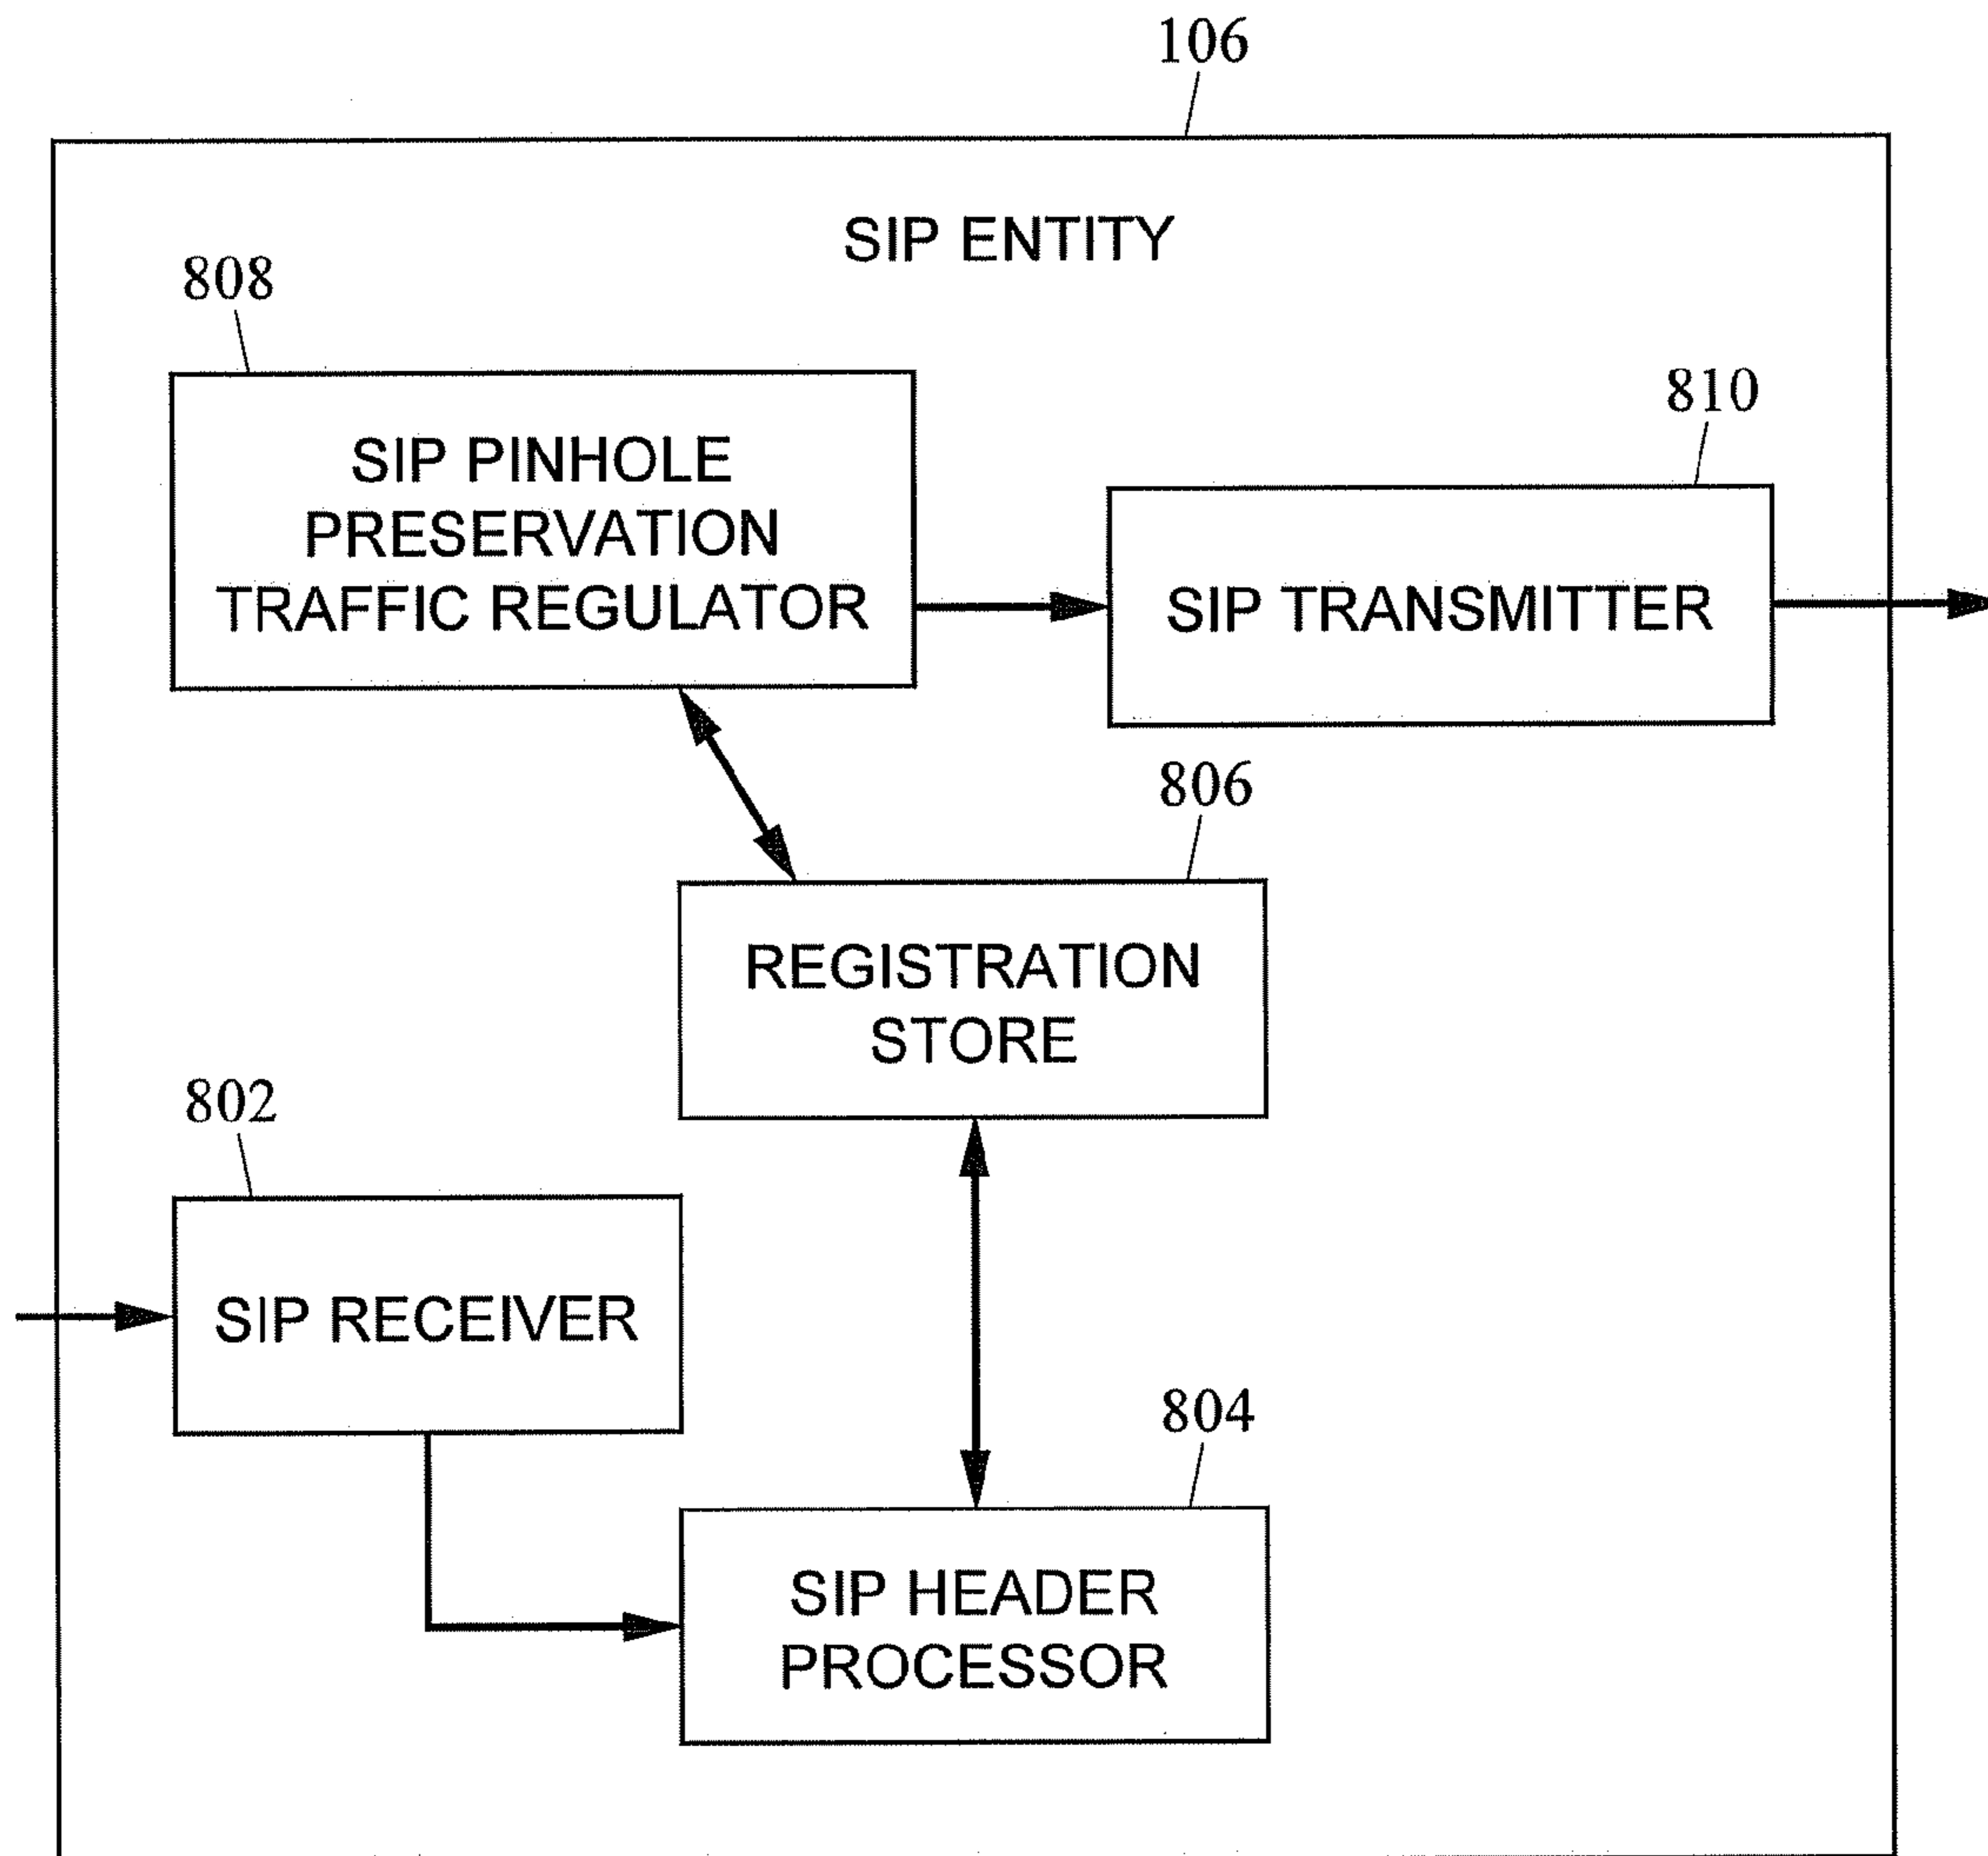 106
SIP ENTITY
808
SIP PINHOLE
PRESERVATION
TRAFFIC REGULATOR
810
SIP TRANSMITTER
806
REGISTRATION
STORE
802
SIP RECEIVER
804
SIP HEADER
PROCESSOR